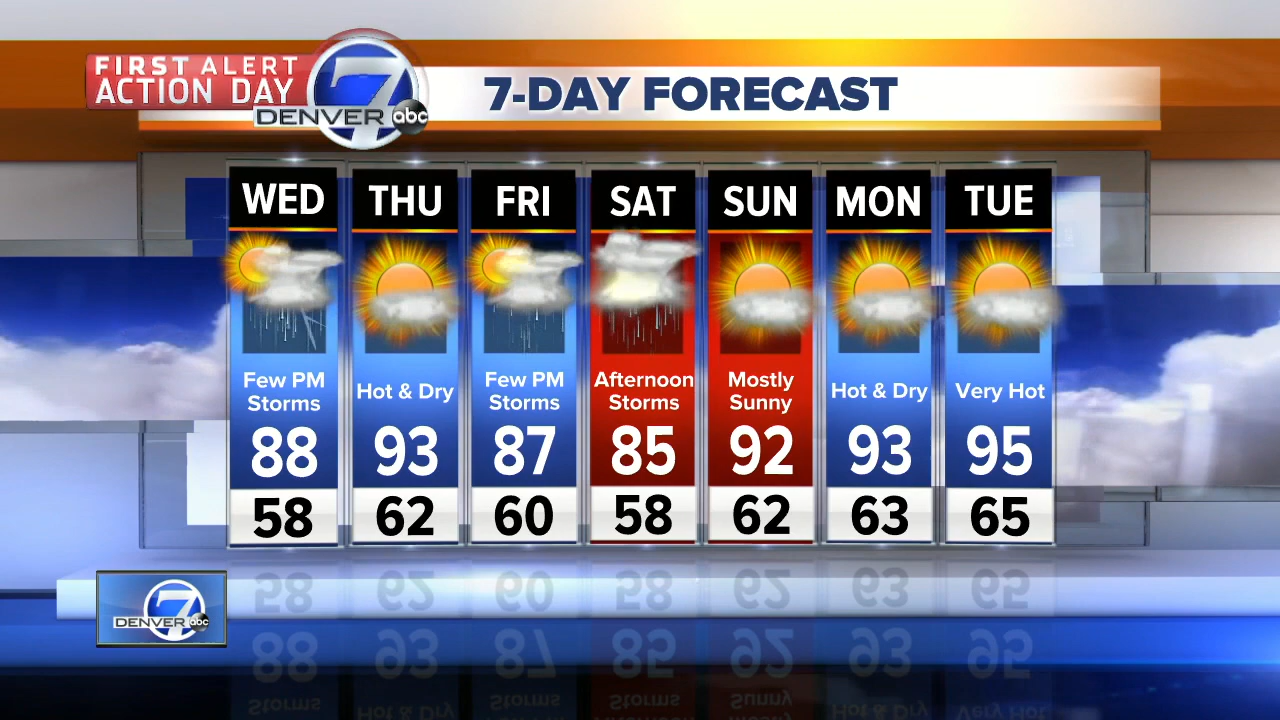 FIRST ALERT
ACTION DAY
7
DENVER abc
7-DAY FORECAST
WED THU FRI SAT SUN MON TUE
Few PM
Storms
Hot & Dry
Few PM
Storms
Afternoon
Storms
Mostly
Sunny
Hot & Dry
Very Hot
88 93 87 85 92 93 95
58 62 60 58 62 63 65
7
DENVER abc